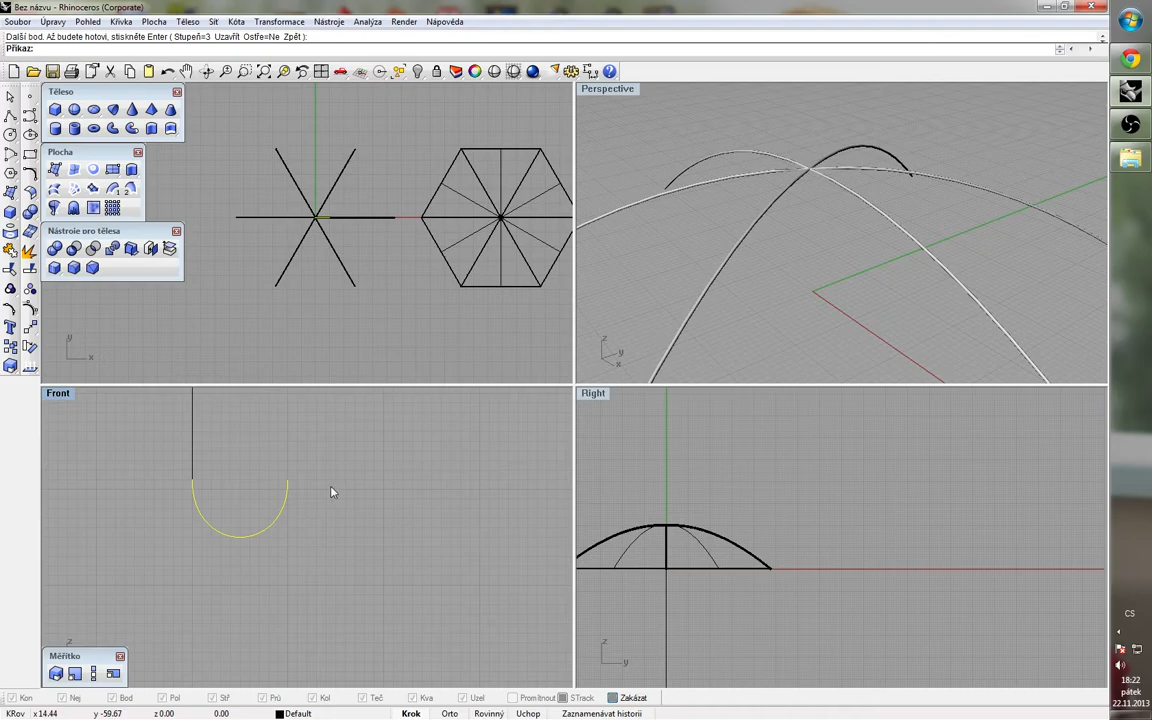 Bez názvu - Rhinoceros (Corporate)
Soubor Úpravy Pohled Křivka Plocha Těleso Síť Kóta Transformace Nástroje Analýza Render Nápověda
Další bod. Až budete hotovi, stiskněte Enter ( Stupeň=3 Uzavřít Ostře=Ne Zpět ):
Příkaz:
Těleso
Perspective
Plocha
1
2
Nástroje pro tělesa
y
x
z
y
x
Front
Right
z
z
y
Měřítko
Kon Nej Bod Pol Stř Prů Kol Teč Kva Uzel Promítnout STrack Zakázat
KRov x 14.44 y -59.67 z 0.00 0.00 Default Krok Orto Rovinný Uchop Zaznamenávat historii
CS
18:22
pátek
22.11.2013